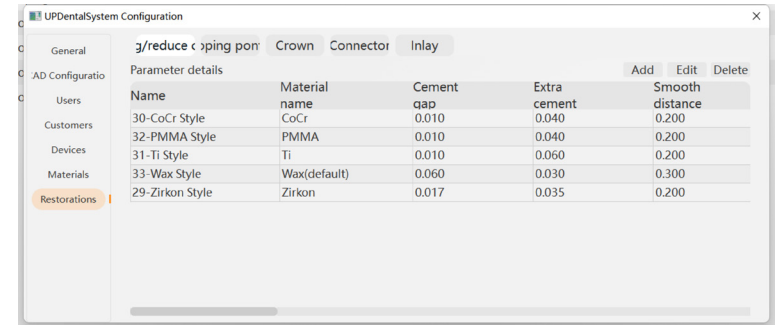 UPDentalSystem Configuration
General
AD Configuratio
Users
Customers
Devices
Materials
Restorations
g/reduce c oping pon Crown Connector Inlay
Parameter details
Add Edit Delete
Name Material name Cement gap Extra cement Smooth distance
30-CoCr Style CoCr 0.010 0.040 0.200
32-PMMA Style PMMA 0.010 0.040 0.200
31-Ti Style Ti 0.010 0.060 0.200
33-Wax Style Wax(default) 0.060 0.030 0.300
29-Zirkon Style Zirkon 0.017 0.035 0.200